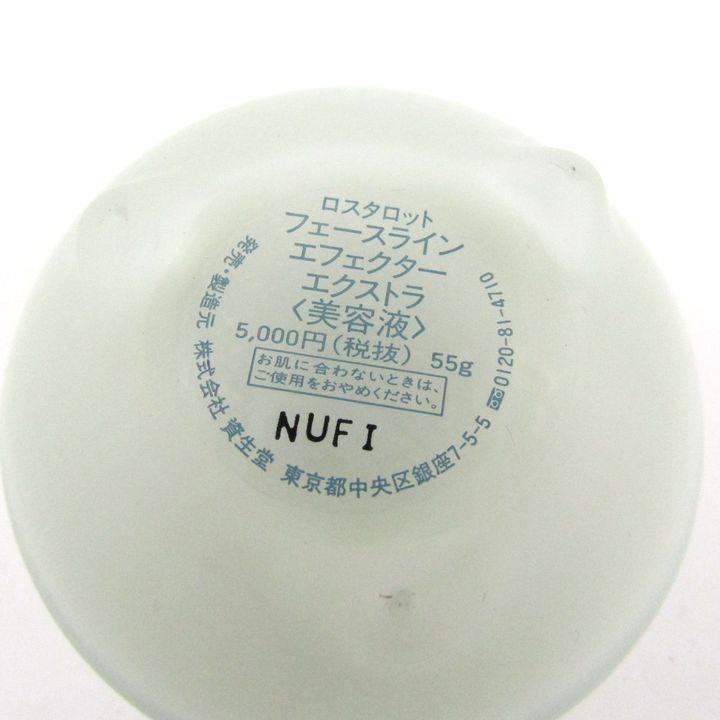 ロスタロット
フェースライン
エフェクター
エクストラ
〈美容液〉
5,000円(税抜) 55g
お肌に合わないときは、
ご使用をおやめください。
NUF I
発売・製造元 株式会社 資生堂 東京都中央区銀座7-5-5 0120-81-4710